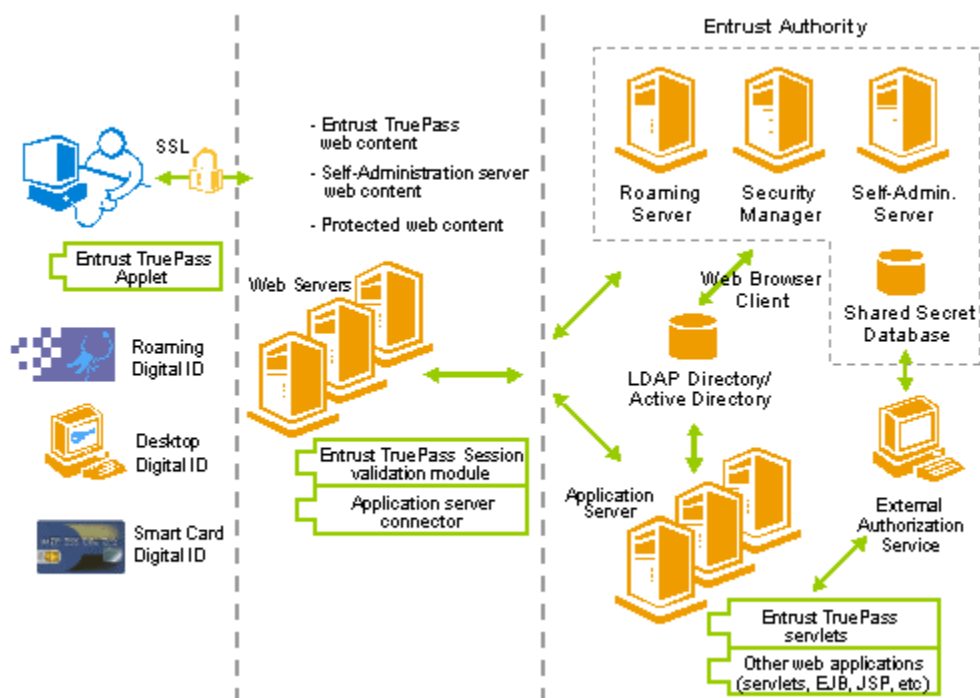 Entrust Authority
SSL
- Entrust TruePass
web content
- Self-Administration server
web content
- Protected web content
Roaming
Server
Security
Manager
Self-Admin.
Server
Entrust TruePass
Applet
Web Servers
Web Browser
Client
Shared Secret
Database
Roaming
Digital ID
LDAP Directory/
Active Directory
Desktop
Digital ID
Entrust TruePass Session
validation module
Application server
connector
Application
Server
External
Authorization
Service
Smart Card
Digital ID
Entrust TruePass
servlets
Other web applications
(servlets, EJB, JSP, etc)